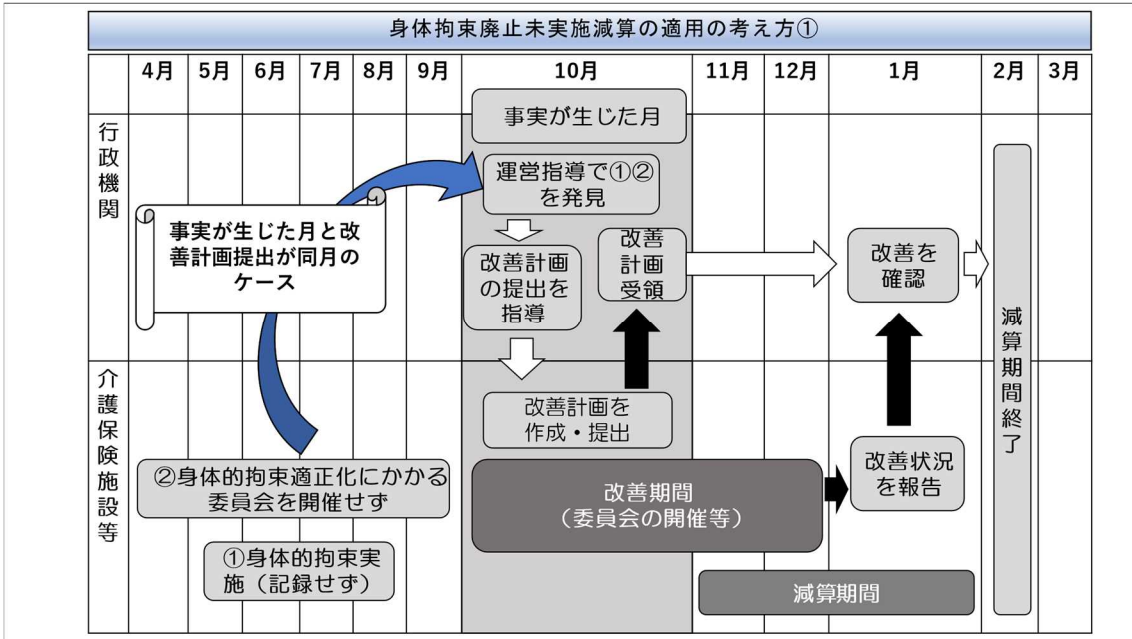 身体拘束廃止未実施減算の適用の考え方①
4月
5月
6月
7月
8月
9月
10月
11月
12月
1月
2月
3月
行政機関
事実が生じた月
運営指導で①②
を発見
事実が生じた月と改
善計画提出が同月の
ケース
改善計画
の提出を
指導
改善
計画
受領
改善を
確認
減算期間終了
介護保険施設等
改善計画を
作成・提出
②身体的拘束適正化にかかる
委員会を開催せず
改善期間
（委員会の開催等）
改善状況
を報告
①身体的拘束実
施（記録せず）
減算期間